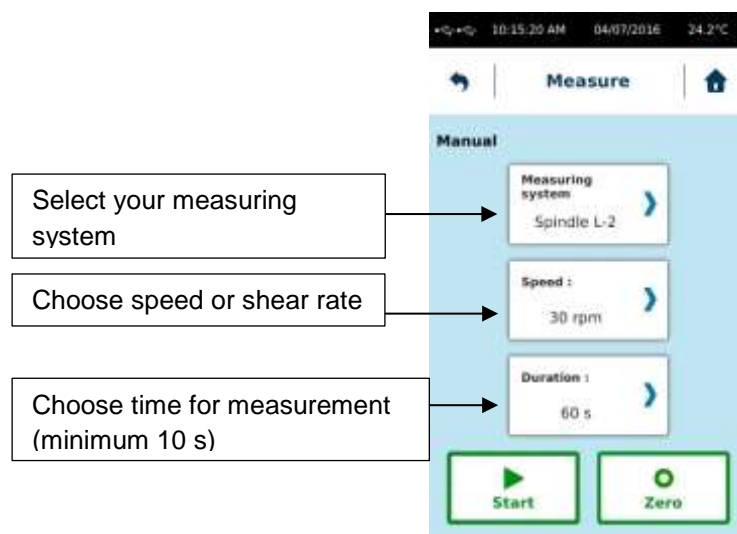 10:15:20 AM 04/07/2016 24.2°C
Measure
Manual
Select your measuring
system
Measuring
system
Spindle L-2
Choose speed or shear rate
Speed :
30 rpm
Choose time for measurement
(minimum 10 s)
Duration :
60 s
Start
Zero